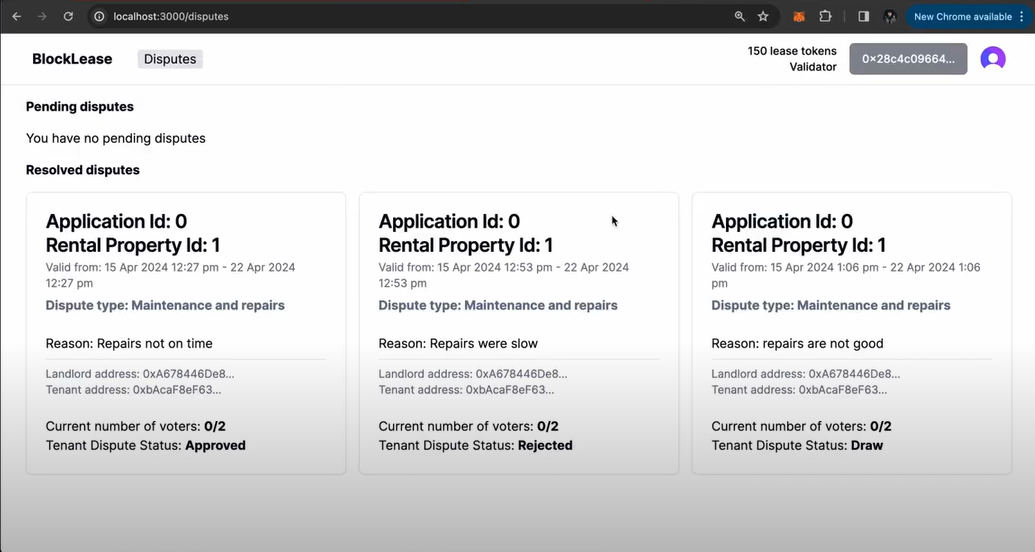 localhost:3000/disputes
New Chrome available
BlockLease
Disputes
150 lease tokens
Validator
0×28c4c09664...
Pending disputes
You have no pending disputes
Resolved disputes
Application Id: 0
Rental Property Id: 1
Valid from: 15 Apr 2024 12:27 pm - 22 Apr 2024
12:27 pm
Dispute type: Maintenance and repairs
Reason: Repairs not on time
Landlord address: 0xA678446De8...
Tenant address: 0xbAcaF8eF63...
Current number of voters: 0/2
Tenant Dispute Status: Approved
Application Id: 0
Rental Property Id: 1
Valid from: 15 Apr 2024 12:53 pm - 22 Apr 2024
12:53 pm
Dispute type: Maintenance and repairs
Reason: Repairs were slow
Landlord address: 0xA678446De8...
Tenant address: 0xbAcaF8eF63...
Current number of voters: 0/2
Tenant Dispute Status: Rejected
Application Id: 0
Rental Property Id: 1
Valid from: 15 Apr 2024 1:06 pm - 22 Apr 2024 1:06
pm
Dispute type: Maintenance and repairs
Reason: repairs are not good
Landlord address: 0xA678446De8...
Tenant address: 0xbAcaF8eF63...
Current number of voters: 0/2
Tenant Dispute Status: Draw